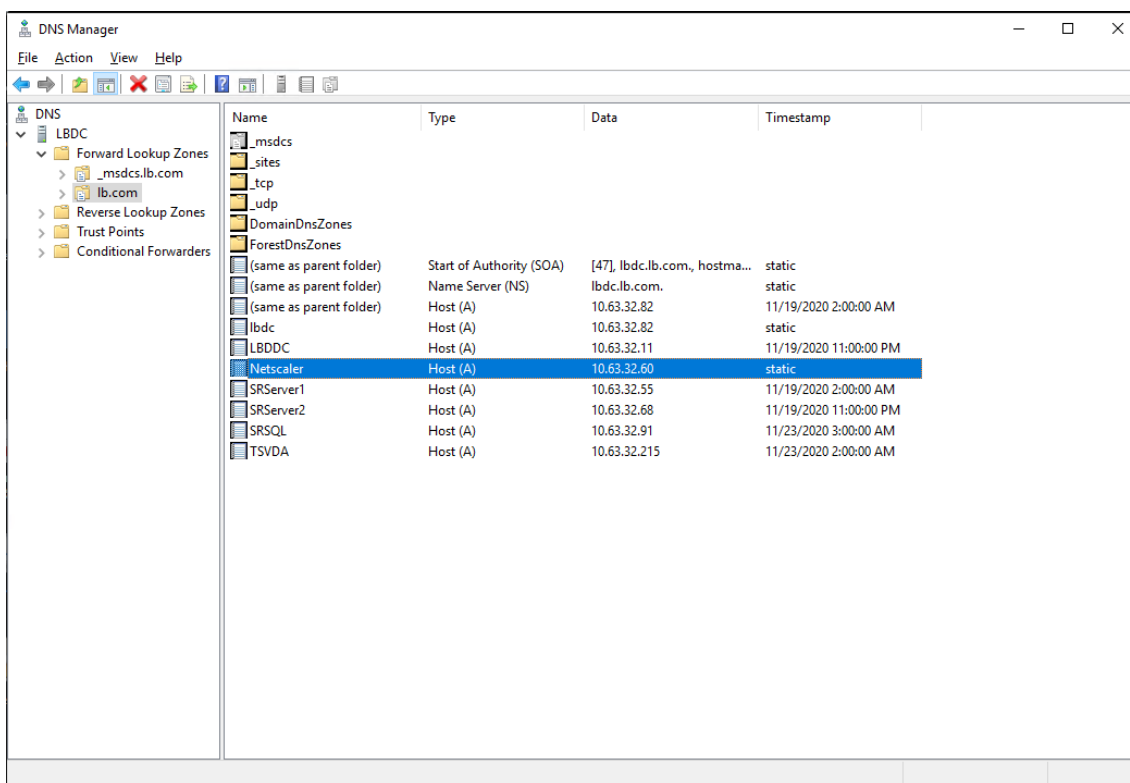 DNS Manager
File Action View Help
DNS
LBDC
Forward Lookup Zones
_msdcs.lb.com
lb.com
Reverse Lookup Zones
Trust Points
Conditional Forwarders
Name Type Data Timestamp
_msdcs
_sites
_tcp
_udp
DomainDnsZones
ForestDnsZones
(same as parent folder) Start of Authority (SOA) [47], lbdc.lb.com., hostma... static
(same as parent folder) Name Server (NS) lbdc.lb.com. static
(same as parent folder) Host (A) 10.63.32.82 11/19/2020 2:00:00 AM
lbdc Host (A) 10.63.32.82 static
LBDDC Host (A) 10.63.32.11 11/19/2020 11:00:00 PM
Netscaler Host (A) 10.63.32.60 static
SRServer1 Host (A) 10.63.32.55 11/19/2020 2:00:00 AM
SRServer2 Host (A) 10.63.32.68 11/19/2020 11:00:00 PM
SRSQL Host (A) 10.63.32.91 11/23/2020 3:00:00 AM
TSVDA Host (A) 10.63.32.215 11/23/2020 2:00:00 AM